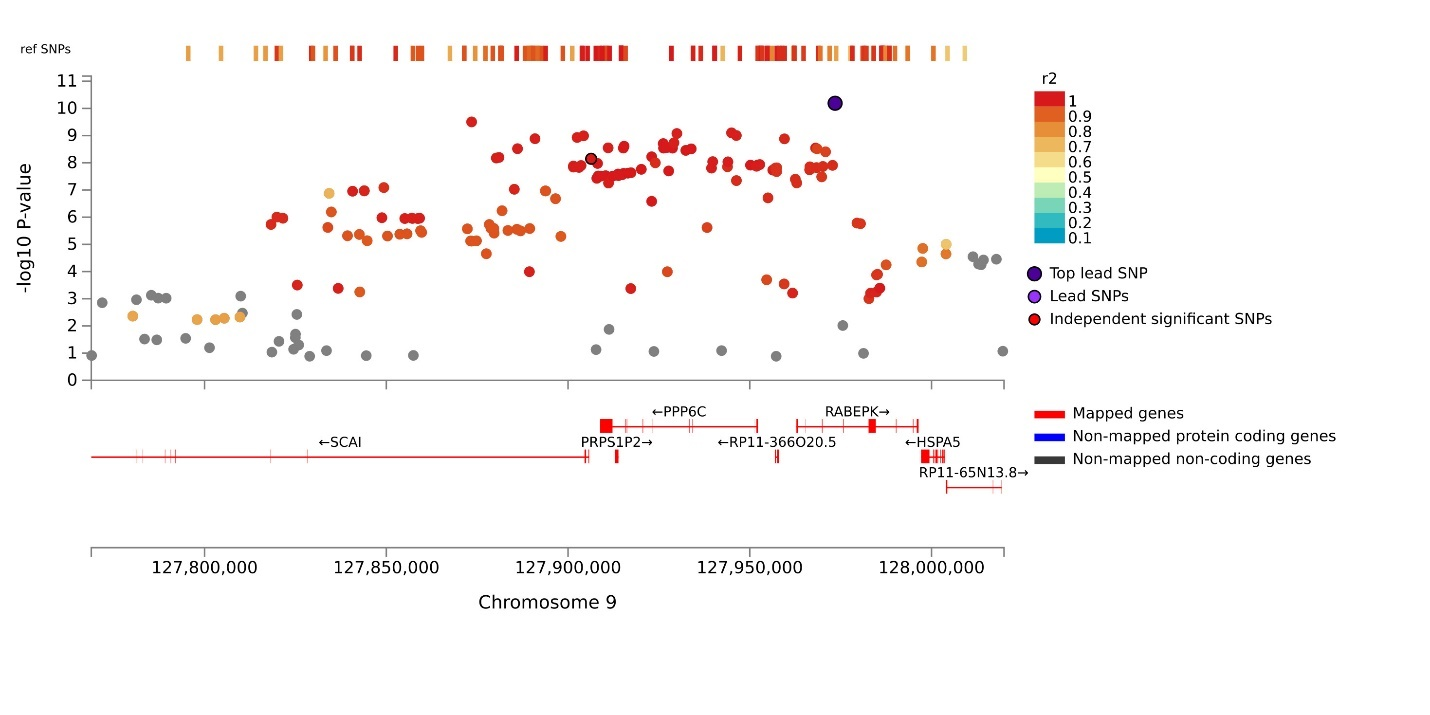 ref SNPs
r2
1
0.9
0.8
0.7
0.6
0.5
0.4
0.3
0.2
0.1
11
10
9
8
7
6
5
4
3
2
1
0
-log10 P-value
Top lead SNP
Lead SNPs
Independent significant SNPs
←PPP6C
RABEPK→
←SCAI
PRPS1P2→
←RP11-366O20.5
←HSPA5
RP11-65N13.8→
Mapped genes
Non-mapped protein coding genes
Non-mapped non-coding genes
127,800,000
127,850,000
127,900,000
127,950,000
128,000,000
Chromosome 9